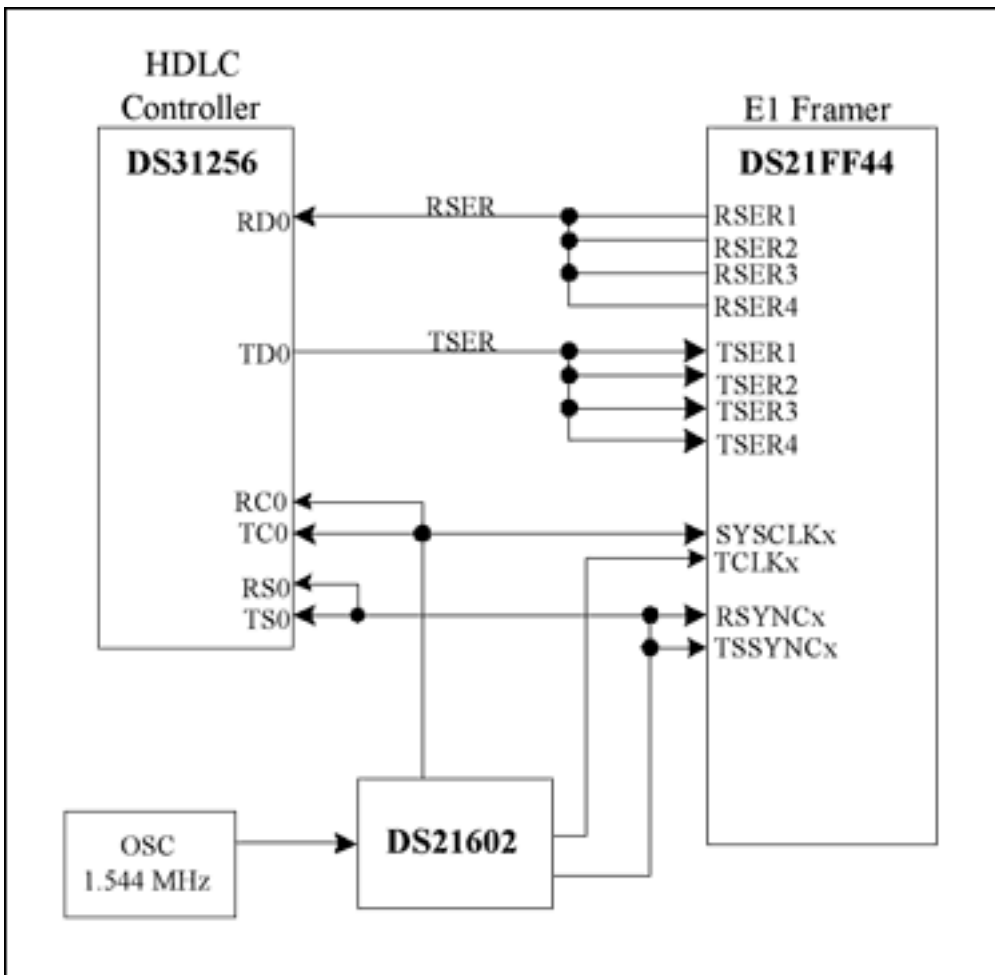 HDLC
Controller
DS31256
E1 Framer
DS21FF44
RD0
RSER
RSER1
RSER2
RSER3
RSER4
TD0
TSER
TSER1
TSER2
TSER3
TSER4
RC0
TC0
RS0
TS0
SYSCLKx
TCLKx
RSYNCx
TSSYNCx
DS21602
OSC
1.544 MHz